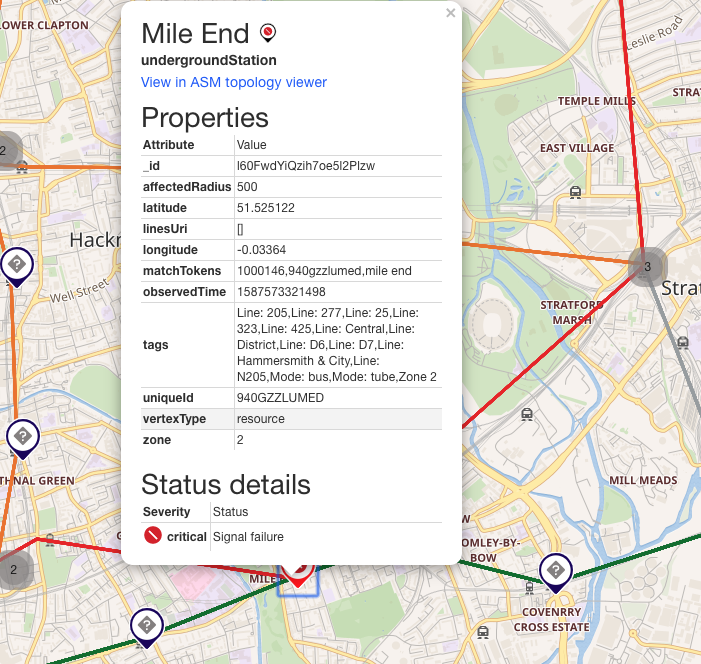 LOWER CLAPTON
Leslie Road
TEMPLE MILLS
STRA
EAST VILLAGE
2
Hackn
Well Street
3
Strat
STRATFORD
MARSH
THNAL GREEN
MILL MEADS
W
OMLEY-BY-
BOW
2
G
MILE
COVENRRY
CROSS ESTATE
×
Mile End
undergroundStation
View in ASM topology viewer
Properties
Attribute Value
_id I60FwdYiQzih7oe5l2Plzw
affectedRadius 500
latitude 51.525122
linesUri []
longitude -0.03364
matchTokens 1000146,940gzzlumed,mile end
observedTime 1587573321498
tags Line: 205,Line: 277,Line: 25,Line:
323,Line: 425,Line: Central,Line:
District,Line: D6,Line: D7,Line:
Hammersmith & City,Line:
N205,Mode: bus,Mode: tube,Zone 2
uniqueId 940GZZLUMED
vertexType resource
zone 2
Status details
Severity Status
critical Signal failure